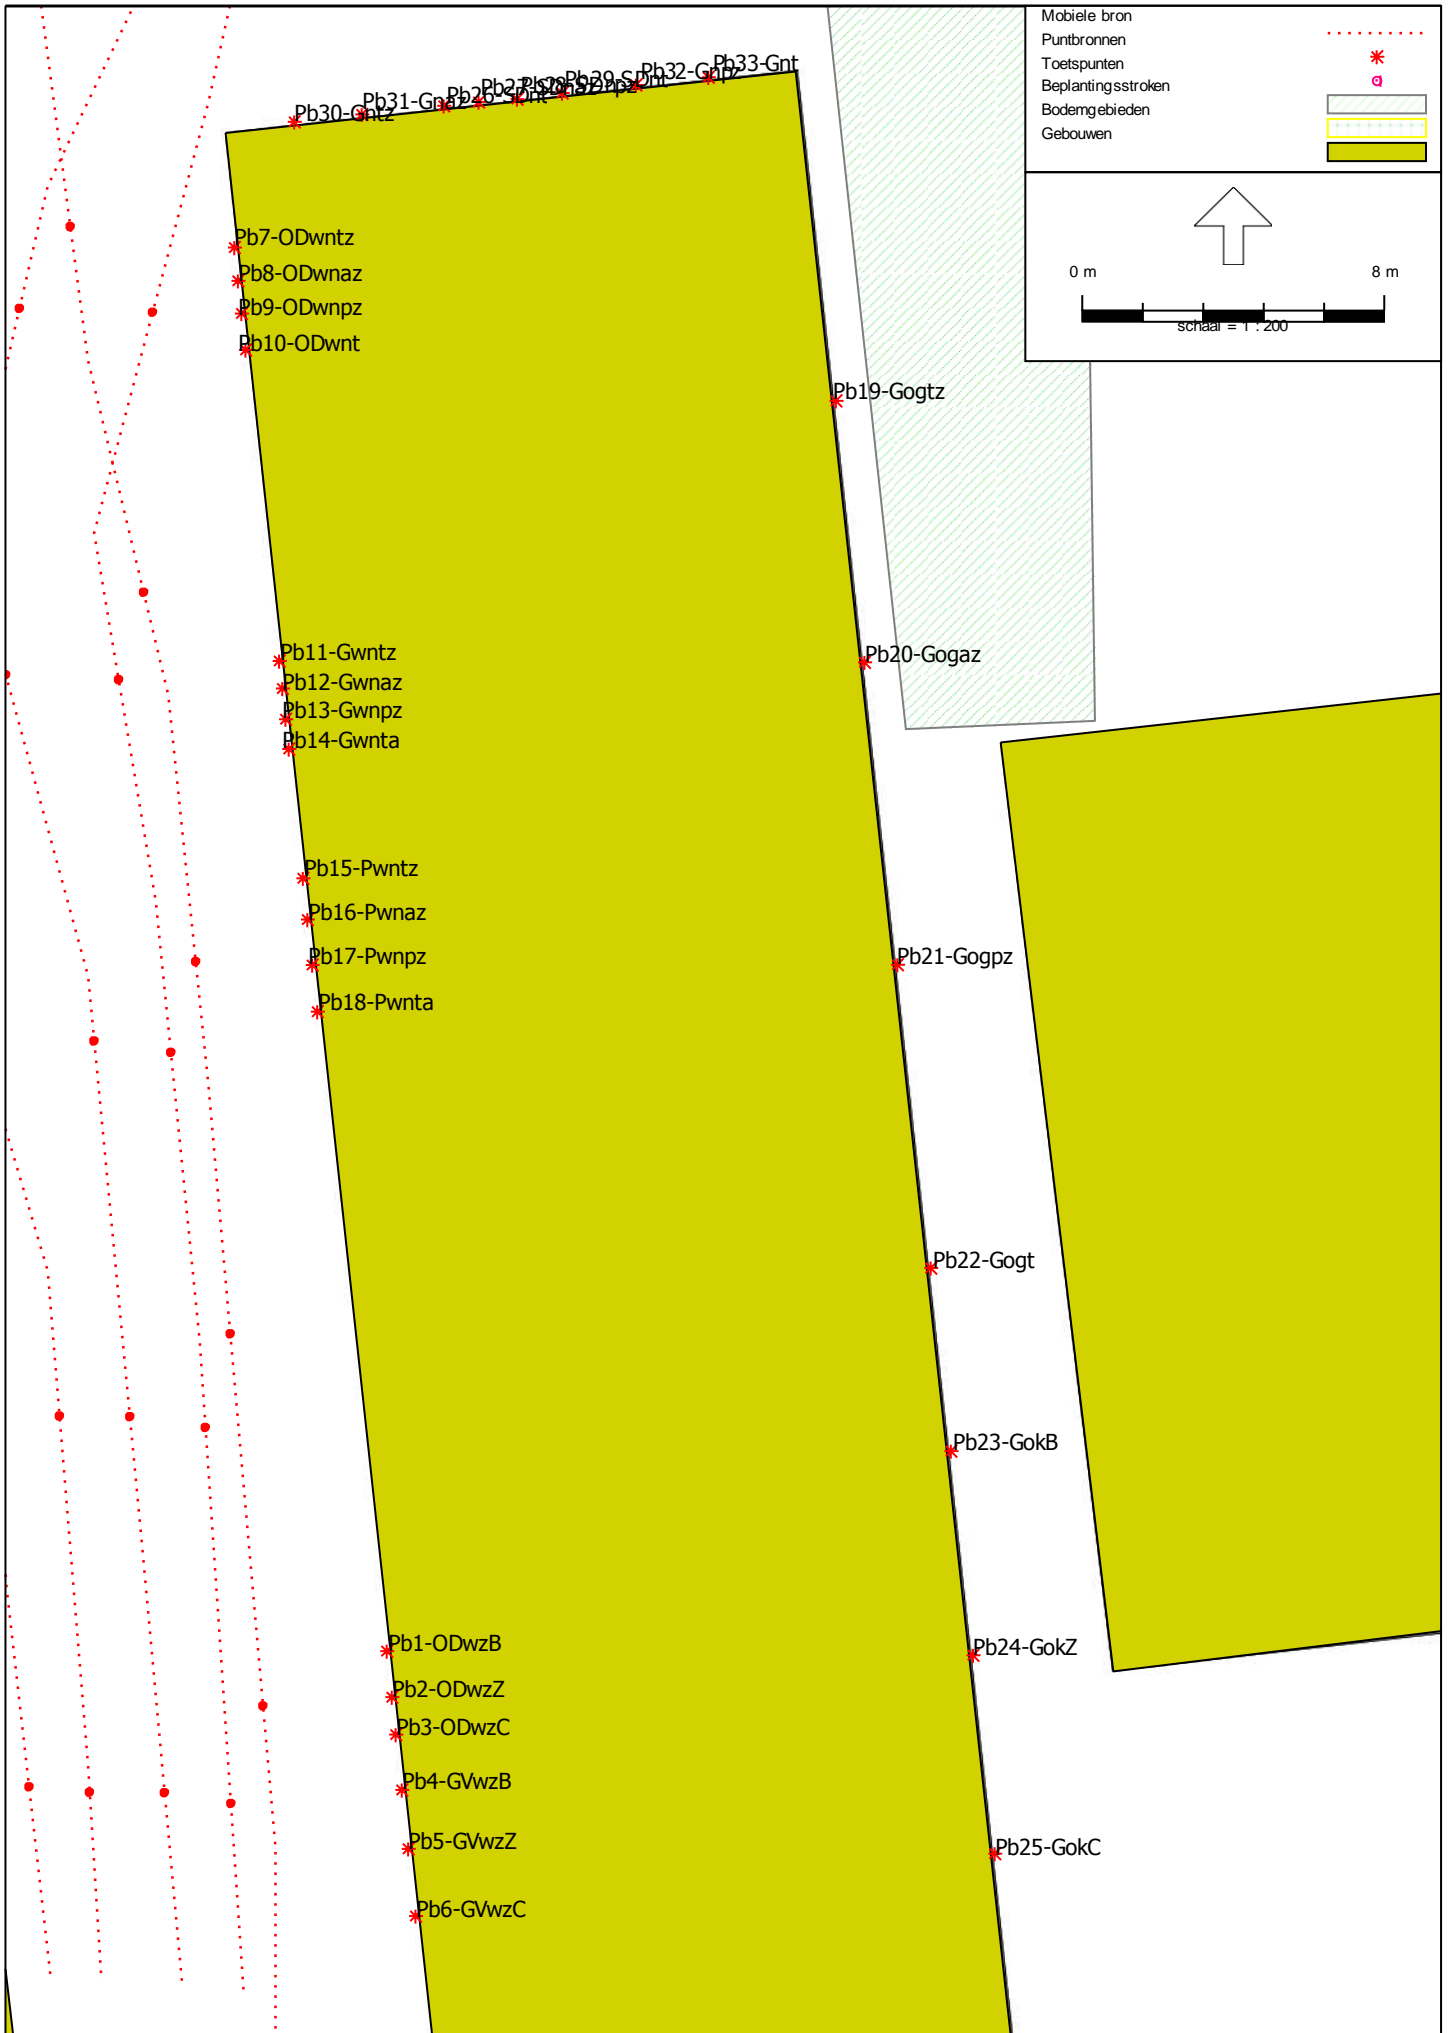 Mobiele bron
Puntbronnen
Toetspunten
Beplantingsstroken
Bodemgebieden
Gebouwen
0 m
8 m
schaal = 1 : 200
Pb33-Gnt
Pb32-Gnpz
Pb31-Gnaz
Pb30-Gntz
Pb7-ODwntz
Pb8-ODwnaz
Pb9-ODwnpz
Pb10-ODwnt
Pb19-Gogtz
Pb11-Gwntz
Pb20-Gogaz
Pb12-Gwnaz
Pb13-Gwnpz
Pb14-Gwnta
Pb15-Pwntz
Pb16-Pwnaz
Pb17-Pwnpz
Pb21-Gogpz
Pb18-Pwnta
Pb22-Gogt
Pb23-GokB
Pb1-ODwzB
Pb24-GokZ
Pb2-ODwzZ
Pb3-ODwzC
Pb4-GVwzB
Pb5-GVwzZ
Pb25-GokC
Pb6-GVwzC